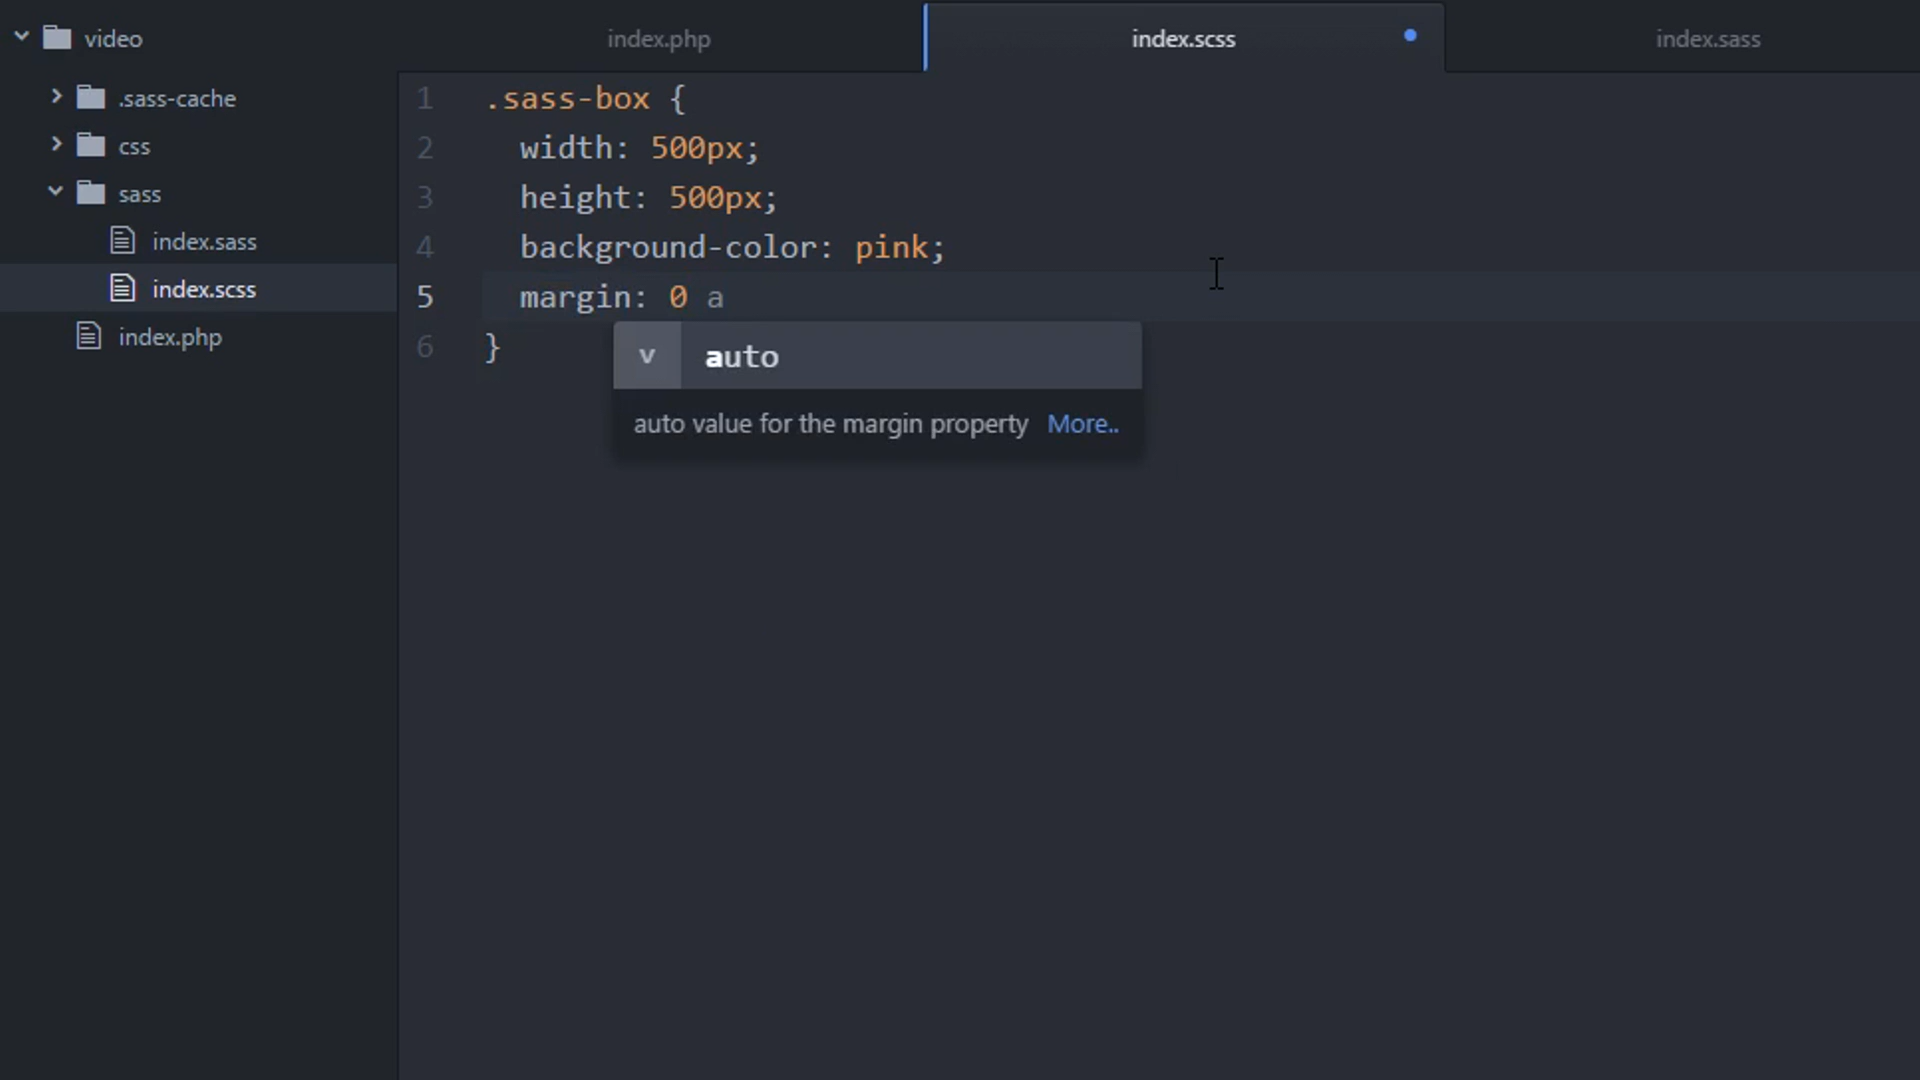 video
.sass-cache
css
sass
index.sass
index.scss
index.php
index.php
index.scss
index.sass
1 .sass-box {
2 width: 500px;
3 height: 500px;
4 background-color: pink;
5 margin: 0 a
6 }
v auto
auto value for the margin property More..